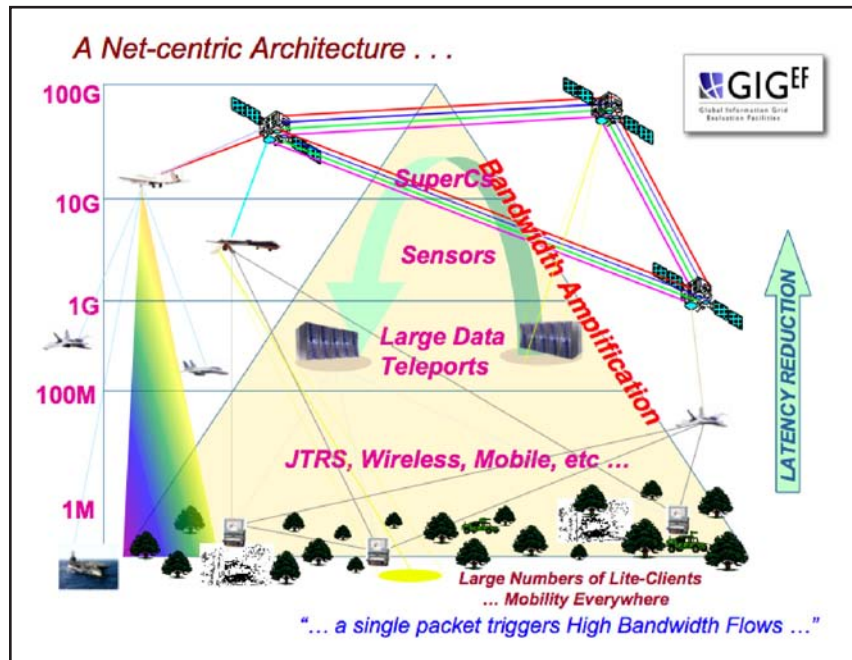 A Net-centric Architecture . . .
GIG EF
Global Information Grid
Evaluation Facilities
100G
SuperCs
10G
Bandwidth Amplification
Sensors
1G
Large Data
Teleports
LATENCY REDUCTION
100M
JTRS, Wireless, Mobile, etc ...
1M
Large Numbers of Lite-Clients
... Mobility Everywhere
“... a single packet triggers High Bandwidth Flows ...”